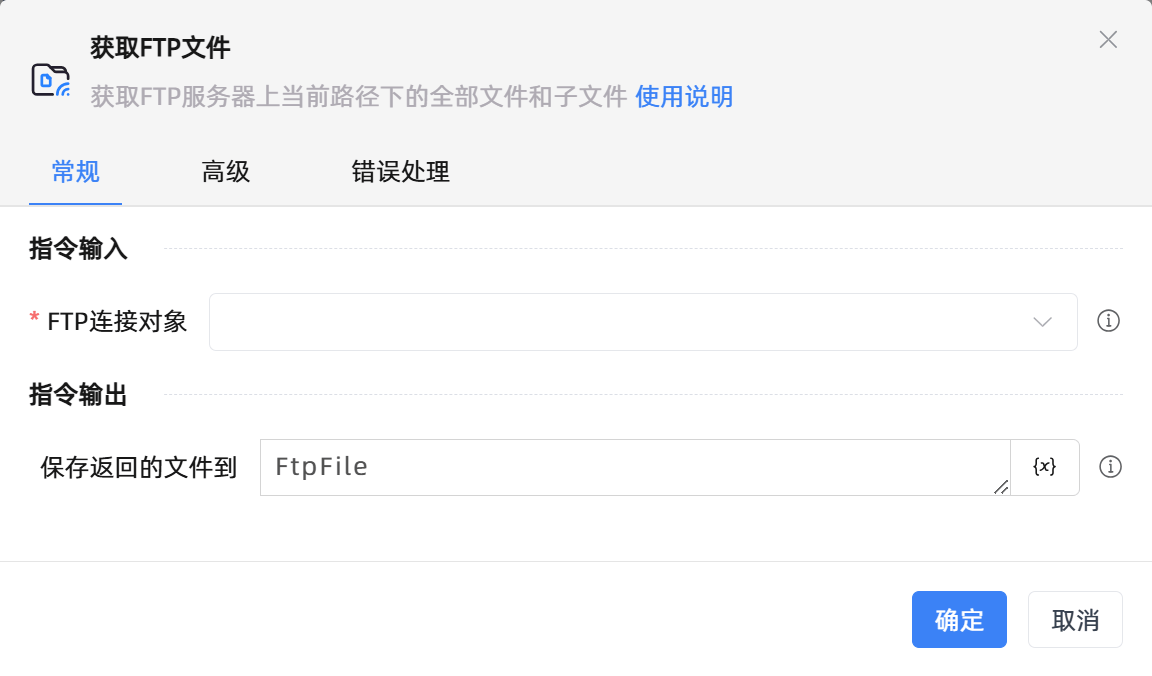 获取FTP文件
获取FTP服务器上当前路径下的全部文件和子文件 使用说明
常规 高级 错误处理
指令输入
* FTP连接对象
指令输出
保存返回的文件到 FtpFile {x}
确定 取消